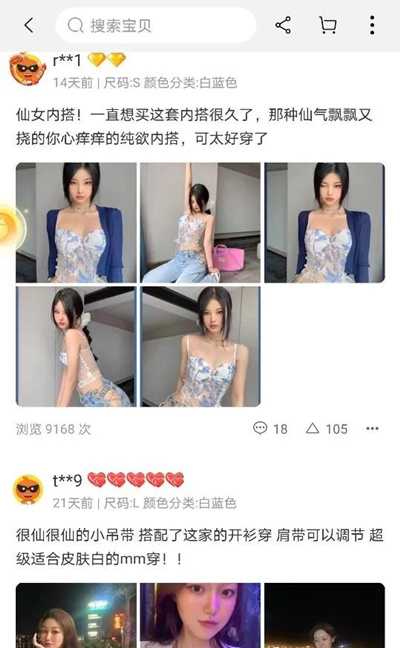 搜索宝贝
r**1
14天前 | 尺码:S 颜色分类:白蓝色
仙女内搭！一直想买这套内搭很久了，那种仙气飘飘又
挠的你心痒痒的纯欲内搭，可太好穿了
浏览 9168 次
18
105
t**9
21天前 | 尺码:L 颜色分类:白蓝色
很仙很仙的小吊带 搭配了这家的开衫穿 肩带可以调节 超
级适合皮肤白的mm穿！！